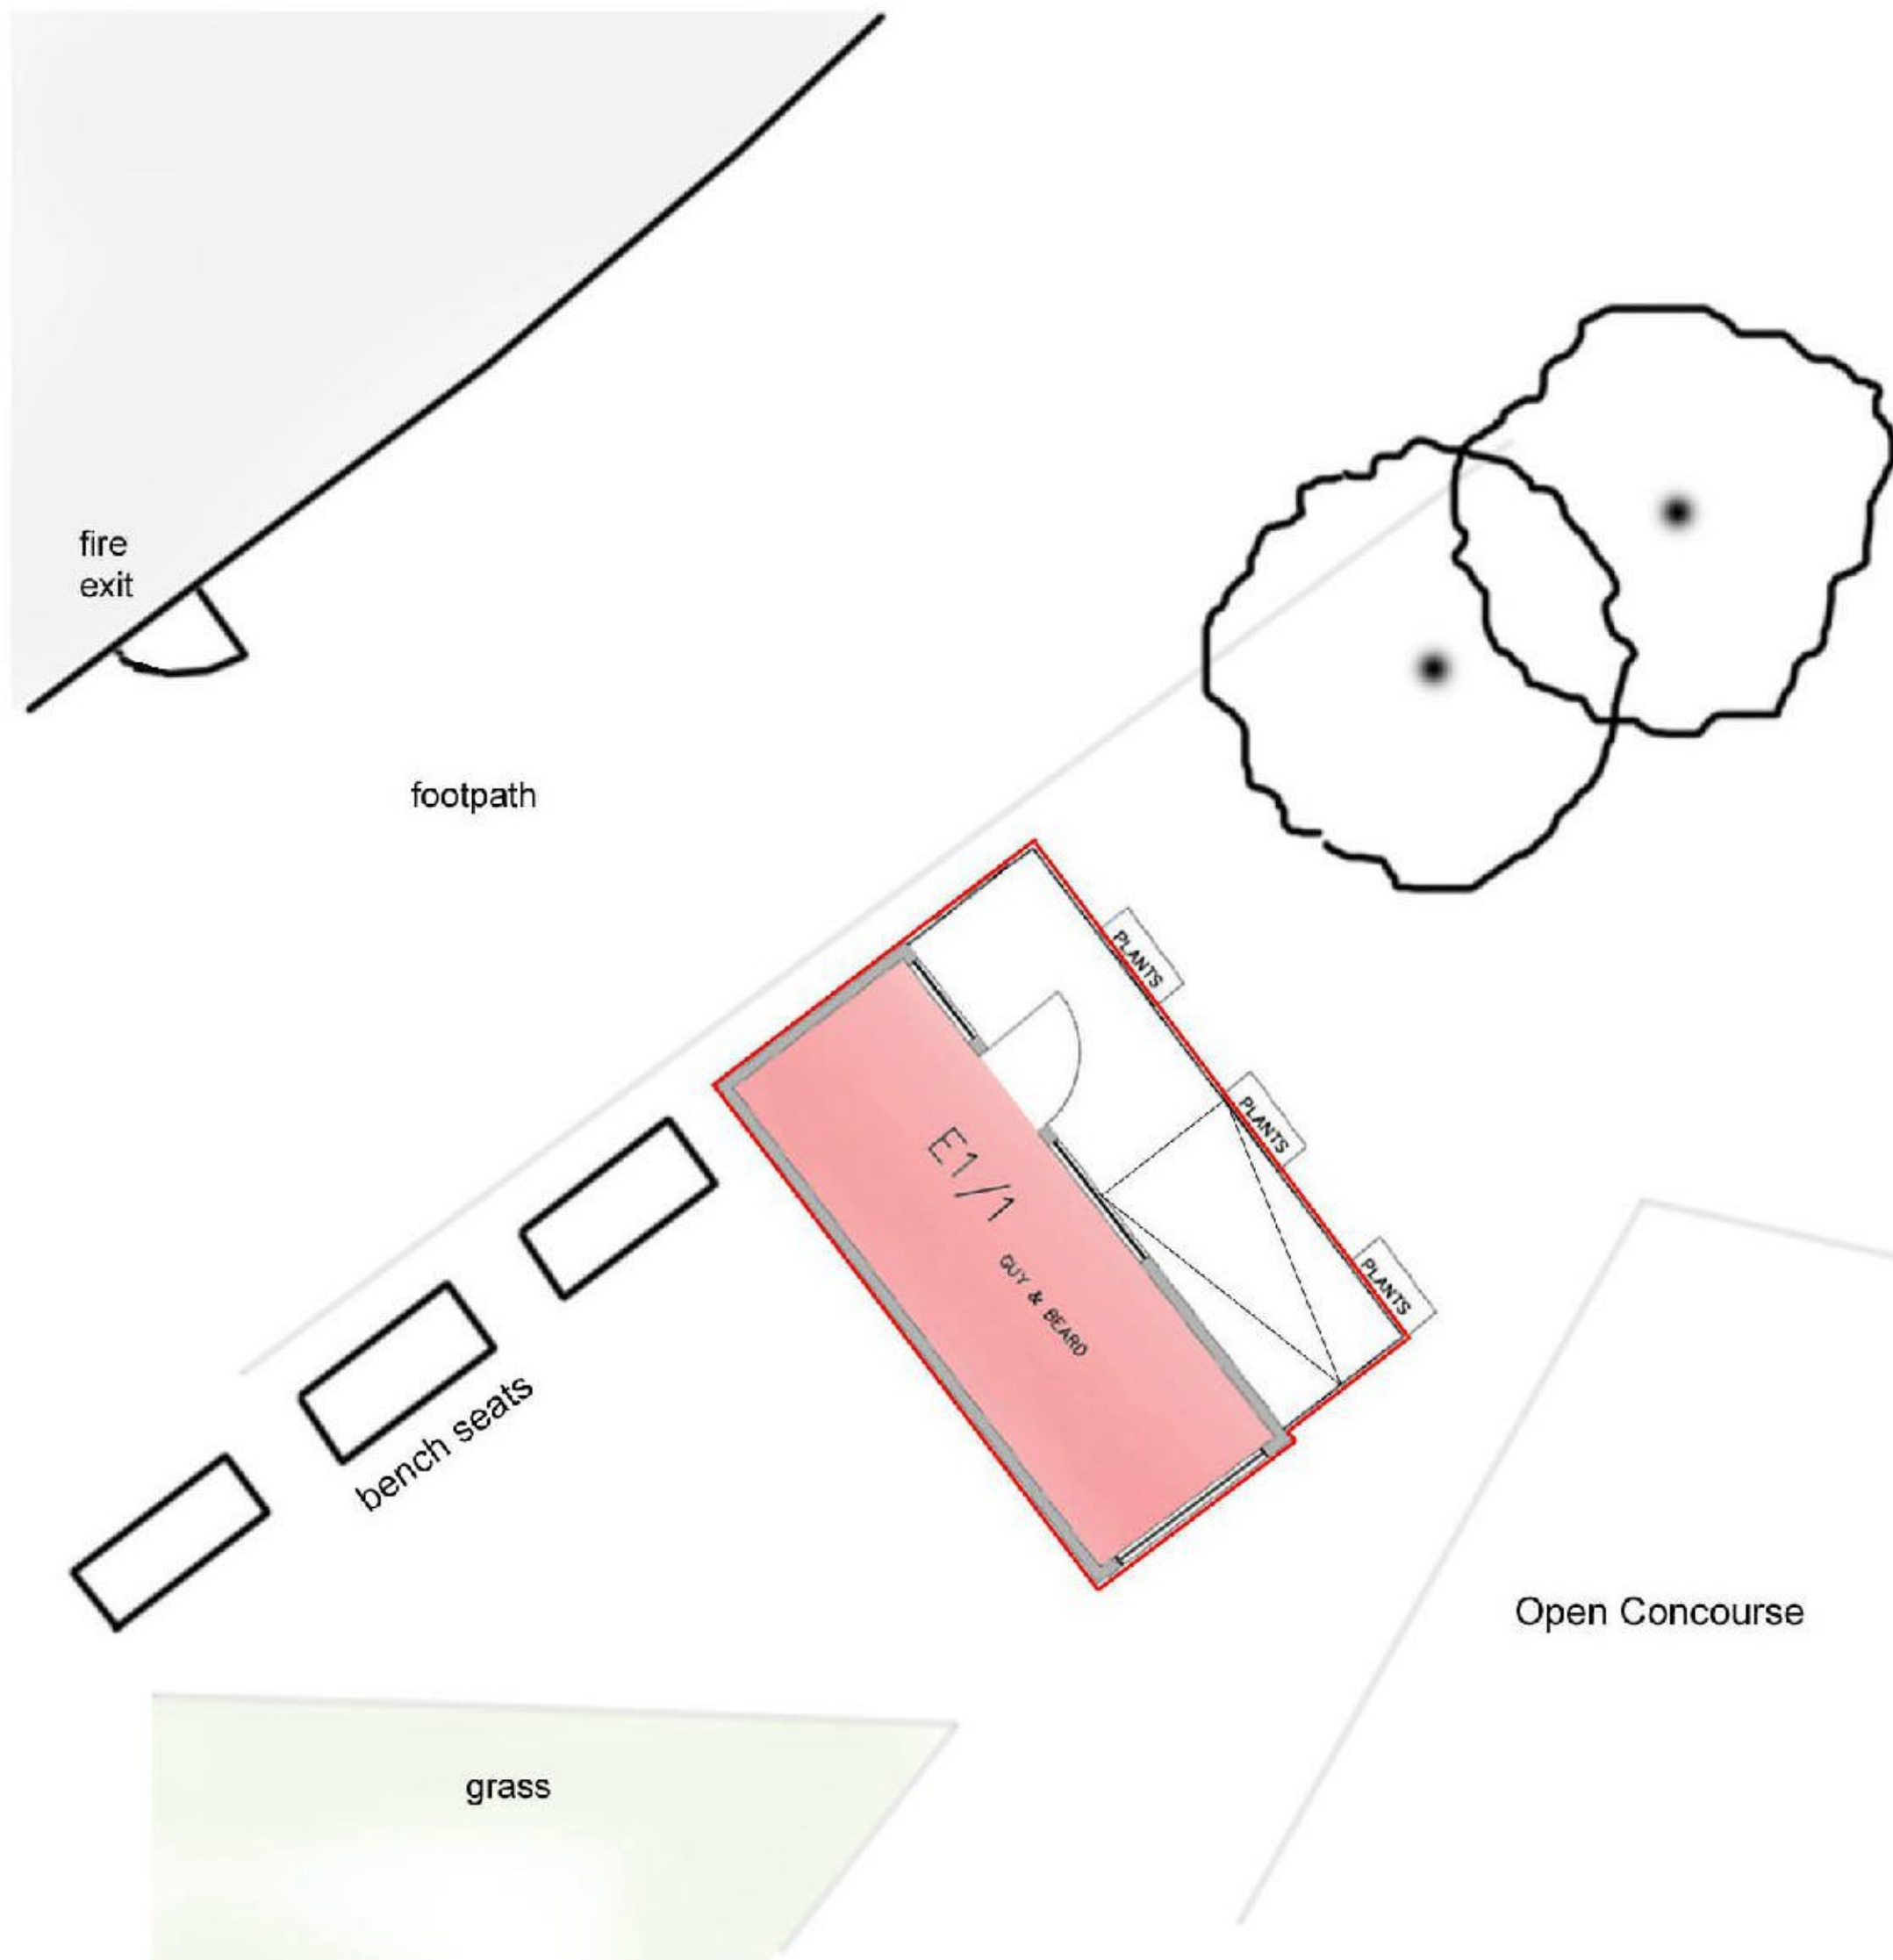 fire
exit
footpath
PLANTS
PLANTS
PLANTS
E1/1
GUY & BEARD
bench seats
Open Concourse
grass